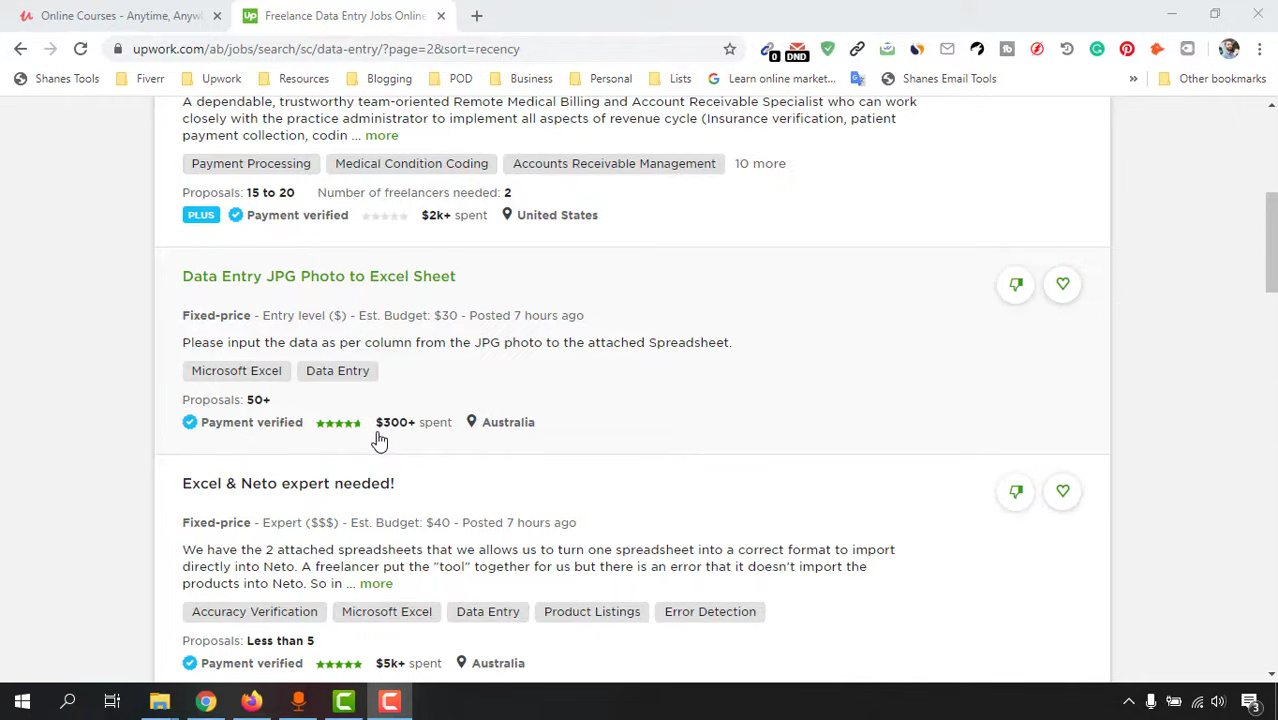 Online Courses - Anytime, Anywh
Up Freelance Data Entry Jobs Online
upwork.com/ab/jobs/search/sc/data-entry/?page=2&sort=recency
0 DND tb G
Shanes Tools Fiverr Upwork Resources Blogging POD Business Personal Lists Learn online market... Shanes Email Tools » Other bookmarks
A dependable, trustworthy team-oriented Remote Medical Billing and Account Receivable Specialist who can work
closely with the practice administrator to implement all aspects of revenue cycle (Insurance verification, patient
payment collection, codin ... more
Payment Processing Medical Condition Coding Accounts Receivable Management 10 more
Proposals: 15 to 20 Number of freelancers needed: 2
PLUS Payment verified $2k+ spent United States
Data Entry JPG Photo to Excel Sheet
Fixed-price - Entry level ($) - Est. Budget: $30 - Posted 7 hours ago
Please input the data as per column from the JPG photo to the attached Spreadsheet.
Microsoft Excel Data Entry
Proposals: 50+
Payment verified $300+ spent Australia
Excel & Neto expert needed!
Fixed-price - Expert ($$$) - Est. Budget: $40 - Posted 7 hours ago
We have the 2 attached spreadsheets that we allows us to turn one spreadsheet into a correct format to import
directly into Neto. A freelancer put the "tool" together for us but there is an error that it doesn't import the
products into Neto. So in ... more
Accuracy Verification Microsoft Excel Data Entry Product Listings Error Detection
Proposals: Less than 5
Payment verified $5k+ spent Australia
3